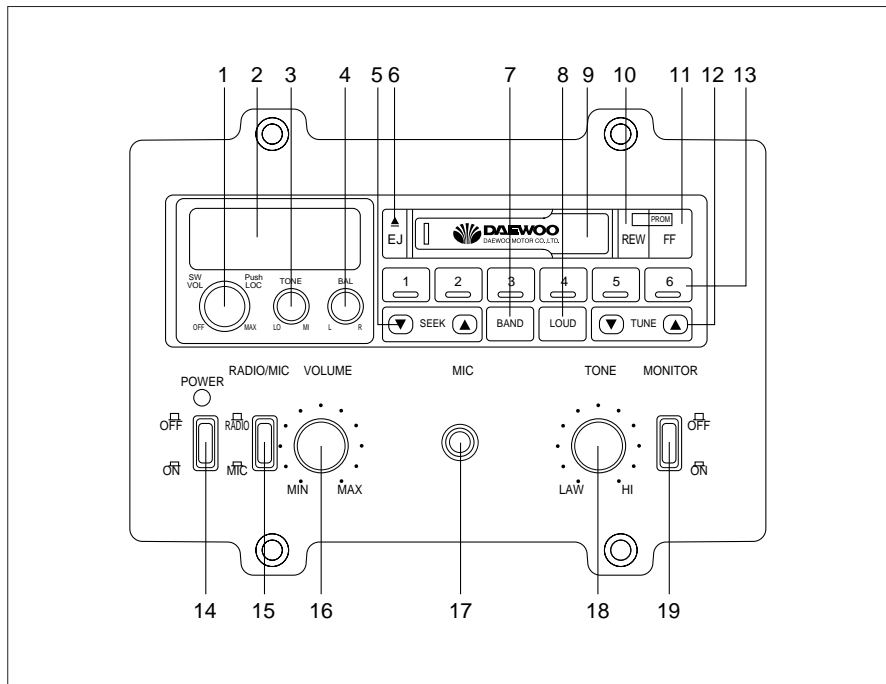 1 2 3 4 5 6 7 8 9 10 11 12 13
PROM
EJ DAEWOO REW FF
DAEWOO MOTOR CO.,LTD.
SW VOL Push LOC TONE BAL
1 2 3 4 5 6
OFF MAX LO MI L R
SEEK BAND LOUD TUNE
RADIO/MIC VOLUME MIC TONE MONITOR
POWER
OFF RADIO OFF
ON MIC ON
MIN MAX LAW HI
14 15 16 17 18 19